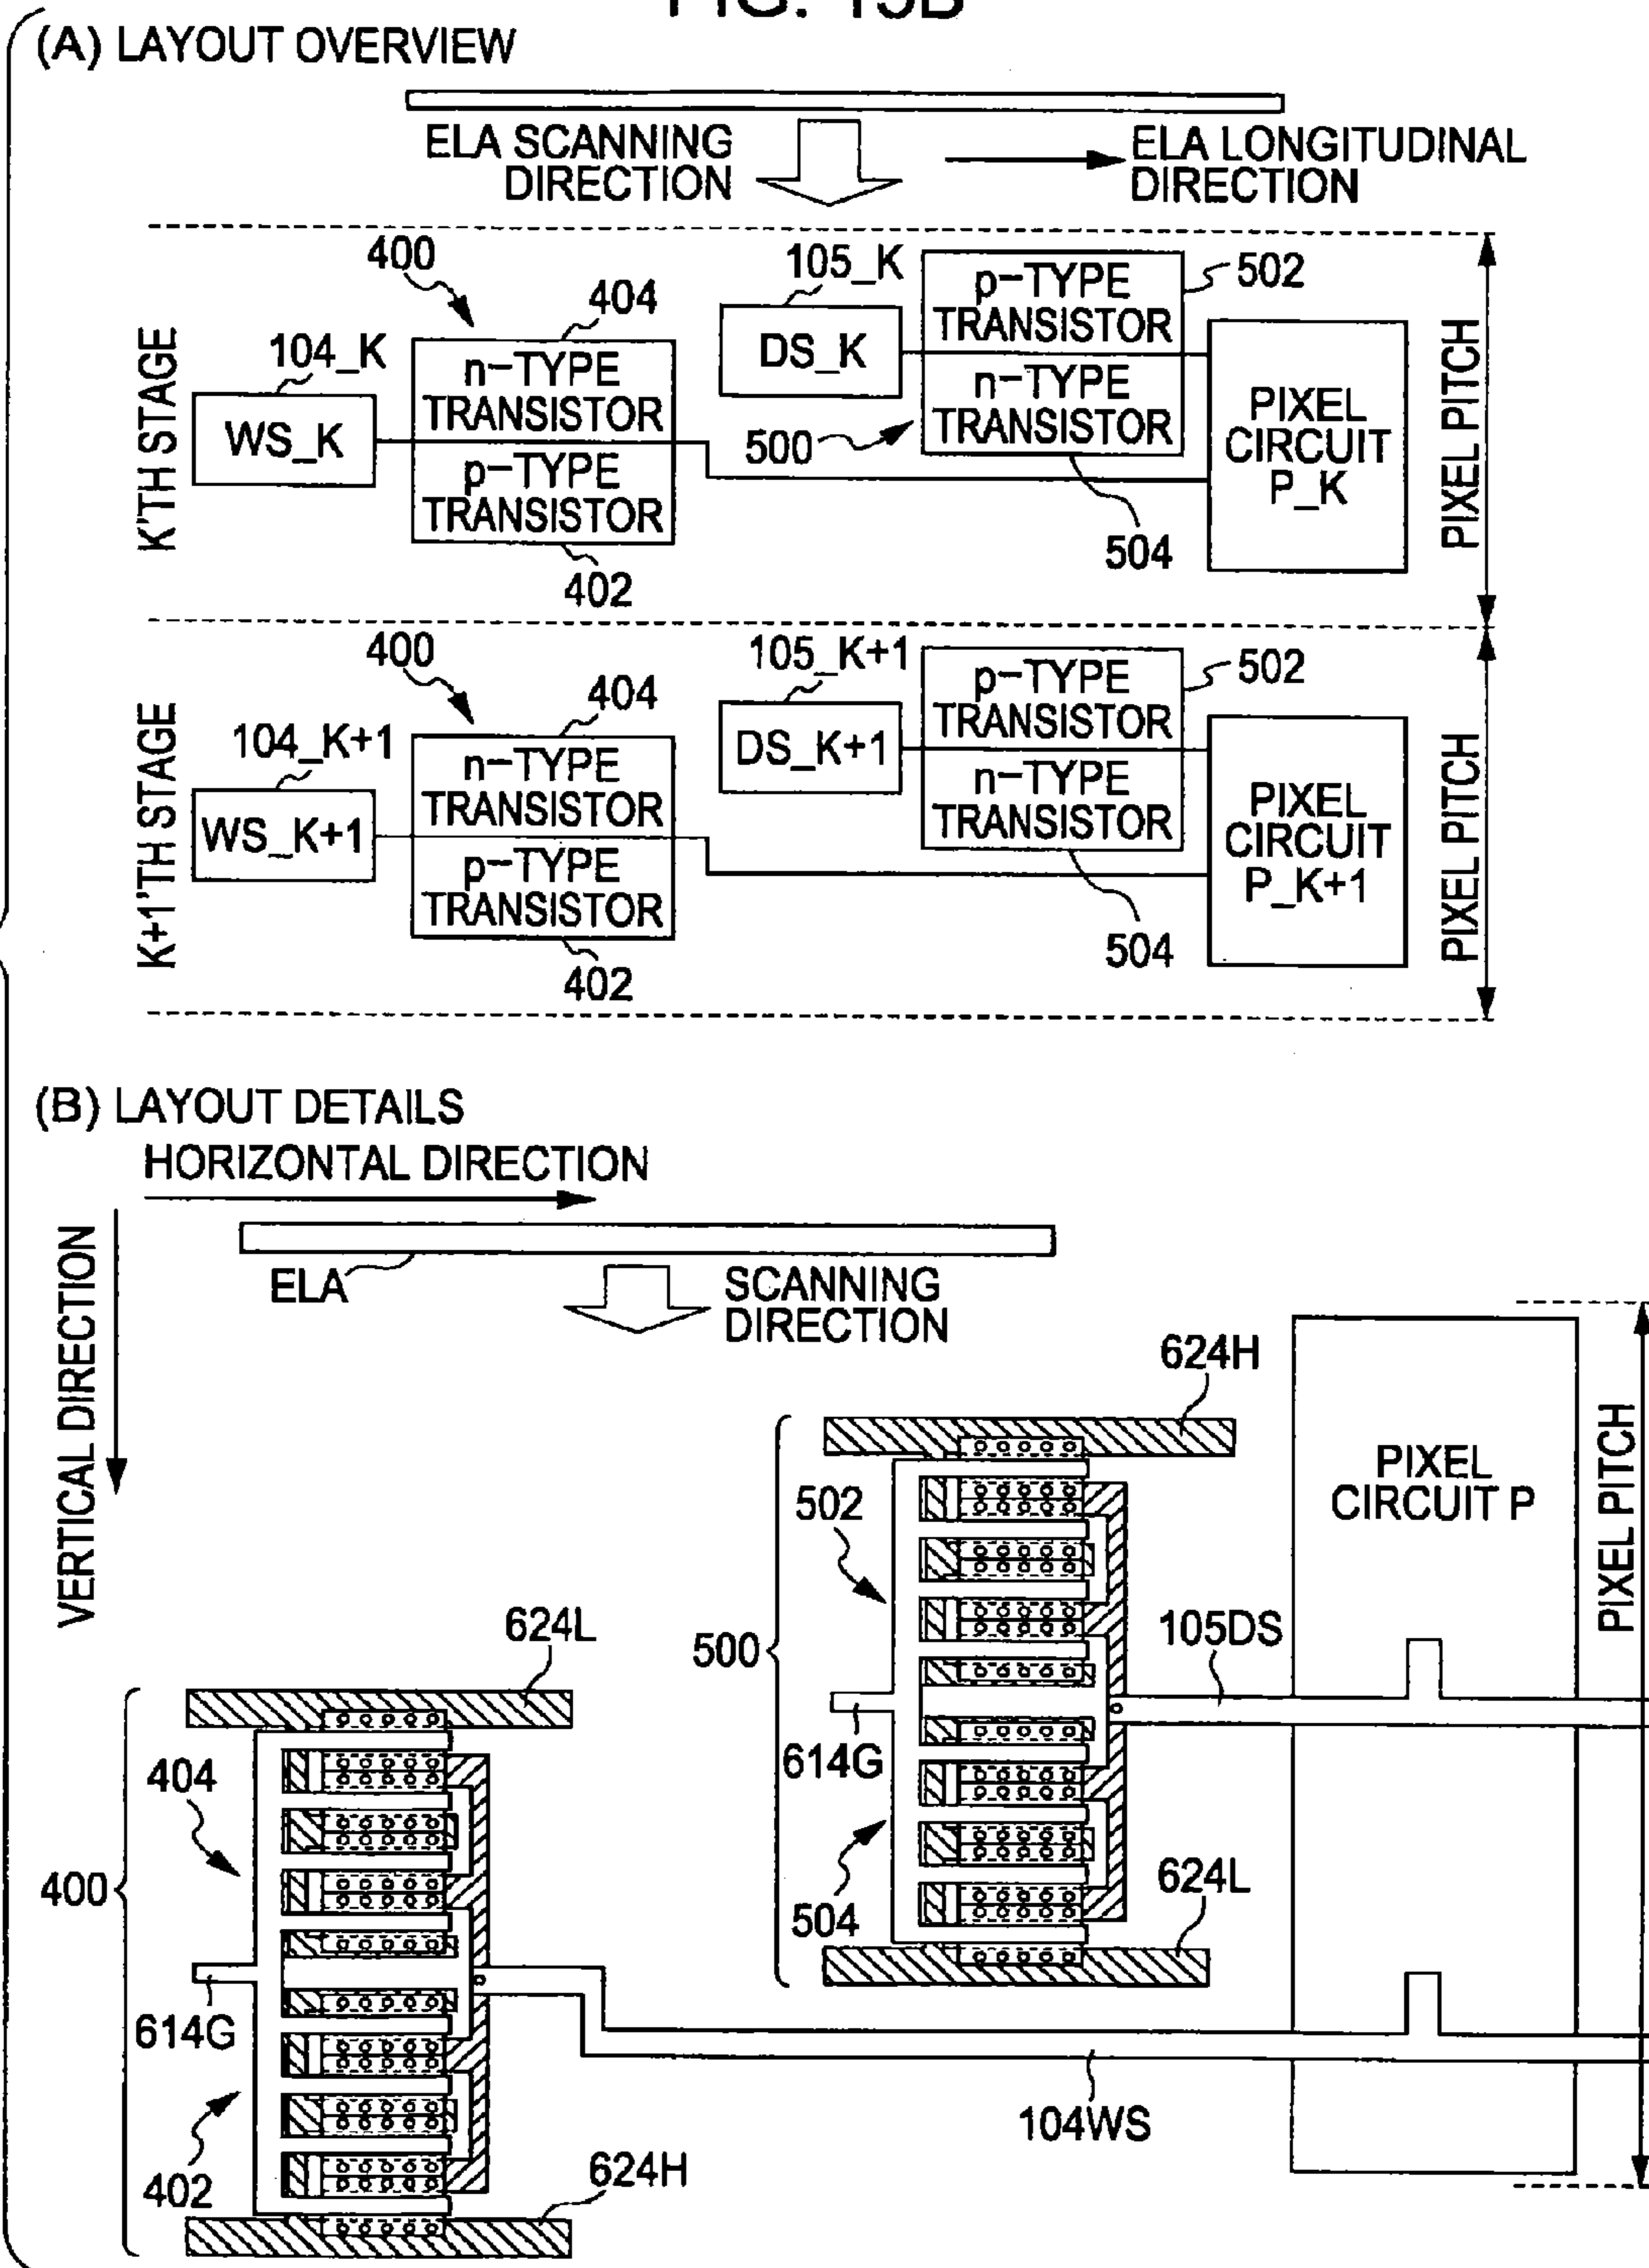 FIG. 15B
(A) LAYOUT OVERVIEW
ELA SCANNING
DIRECTION
ELA LONGITUDINAL
DIRECTION
K'TH STAGE
400
404
104_K
WS_K
n-TYPE
TRANSISTOR
p-TYPE
TRANSISTOR
402
105_K
DS_K
500
p-TYPE
TRANSISTOR
n-TYPE
TRANSISTOR
502
504
PIXEL
CIRCUIT
P_K
PIXEL PITCH
K+1'TH STAGE
400
404
104_K+1
WS_K+1
n-TYPE
TRANSISTOR
p-TYPE
TRANSISTOR
402
105_K+1
DS_K+1
p-TYPE
TRANSISTOR
n-TYPE
TRANSISTOR
502
504
PIXEL
CIRCUIT
P_K+1
PIXEL PITCH
(B) LAYOUT DETAILS
HORIZONTAL DIRECTION
VERTICAL DIRECTION
ELA
SCANNING
DIRECTION
624H
502
500
614G
504
624L
105DS
PIXEL
CIRCUIT P
PIXEL PITCH
624L
404
400
614G
402
624H
104WS